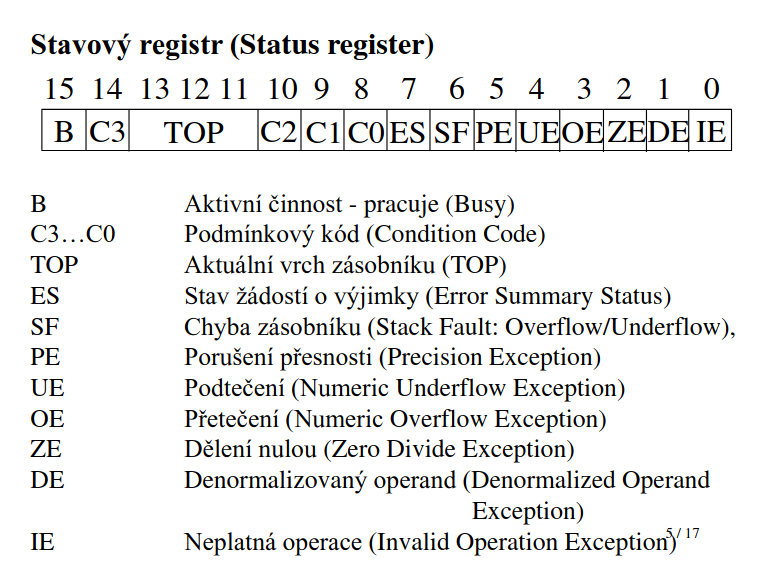 Stavový registr (Status register)
15 14 13 12 11 10 9 8 7 6 5 4 3 2 1 0
B C3 TOP C2 C1 C0 ES SF PE UE OE ZE DE IE
B Aktivní činnost - pracuje (Busy)
C3…C0 Podmínkový kód (Condition Code)
TOP Aktuální vrch zásobníku (TOP)
ES Stav žádostí o výjimky (Error Summary Status)
SF Chyba zásobníku (Stack Fault: Overflow/Underflow),
PE Porušení přesnosti (Precision Exception)
UE Podtečení (Numeric Underflow Exception)
OE Přetečení (Numeric Overflow Exception)
ZE Dělení nulou (Zero Divide Exception)
DE Denormalizovaný operand (Denormalized Operand
Exception)
IE Neplatná operace (Invalid Operation Exception)
5 / 17